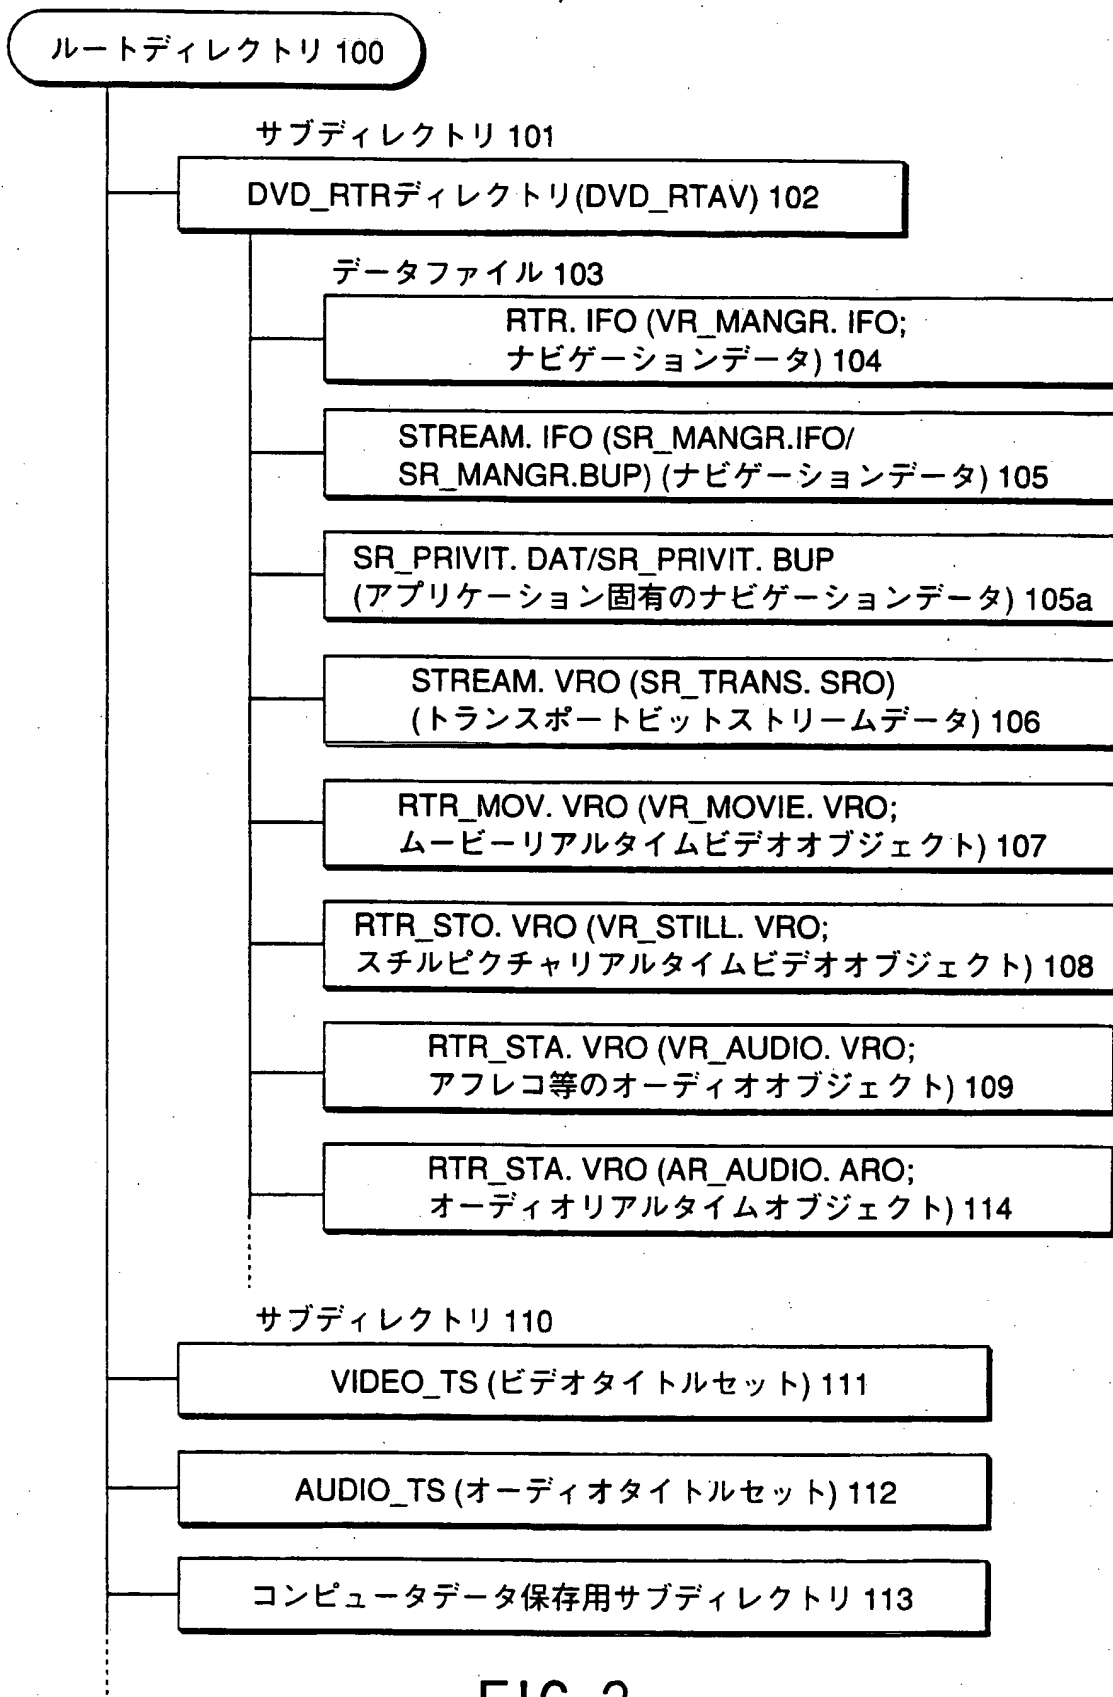 ルートディレクトリ 100
サブディレクトリ 101
DVD_RTRディレクトリ(DVD_RTAV) 102
データファイル 103
RTR. IFO (VR_MANGR. IFO;
ナビゲーションデータ) 104
STREAM. IFO (SR_MANGR.IFO/
SR_MANGR.BUP) (ナビゲーションデータ) 105
SR_PRIVIT. DAT/SR_PRIVIT. BUP
(アプリケーション固有のナビゲーションデータ) 105a
STREAM. VRO (SR_TRANS. SRO)
(トランスポートビットストリームデータ) 106
RTR_MOV. VRO (VR_MOVIE. VRO;
ムービーリアルタイムビデオオブジェクト) 107
RTR_STO. VRO (VR_STILL. VRO;
スチルピクチャリアルタイムビデオオブジェクト) 108
RTR_STA. VRO (VR_AUDIO. VRO;
アフレコ等のオーディオオブジェクト) 109
RTR_STA. VRO (AR_AUDIO. ARO;
オーディオリアルタイムオブジェクト) 114
サブディレクトリ 110
VIDEO_TS (ビデオタイトルセット) 111
AUDIO_TS (オーディオタイトルセット) 112
コンピュータデータ保存用サブディレクトリ 113